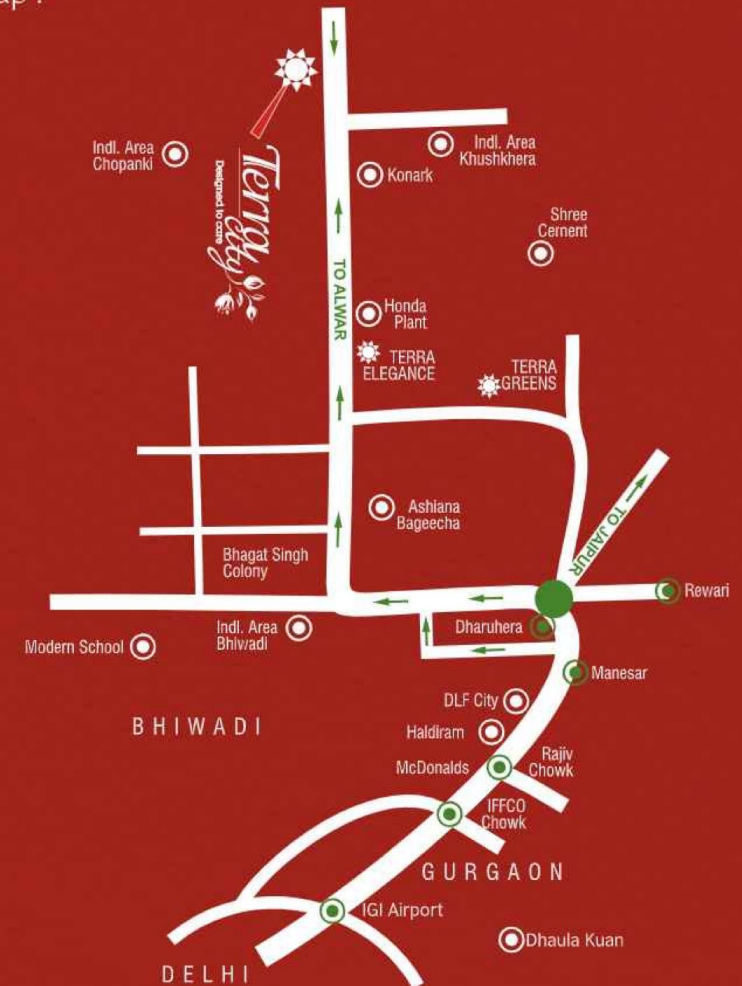 ap :
Indl. Area
Chopanki
Terra
City
Designed to care
Indl. Area
Khushkhera
Konark
Shree
Cement
TO ALWAR
Honda
Plant
TERRA
ELEGANCE
TERRA
GREENS
Ashiana
Bageecha
TO JAIPUR
Bhagat Singh
Colony
Rewari
Indl. Area
Bhiwadi
Dharuhera
Modern School
Manesar
DLF City
BHIWADI
Haldiram
McDonalds
Rajiv
Chowk
IFFCO
Chowk
GURGAON
IGI Airport
Dhaula Kuan
DELHI